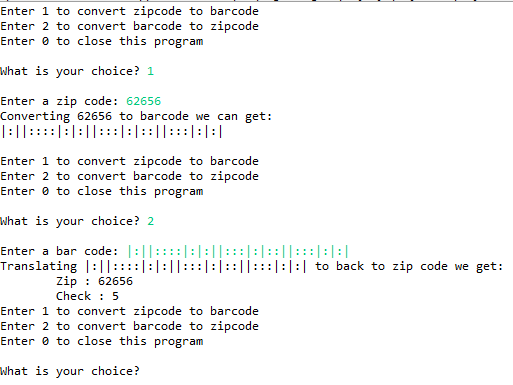 Enter 1 to convert zipcode to barcode
Enter 2 to convert barcode to zipcode
Enter 0 to close this program
What is your choice? 1
Enter a zip code: 62656
Converting 62656 to barcode we can get:
|:||::::|:|:||:::|:|::||:::|:|:|
Enter 1 to convert zipcode to barcode
Enter 2 to convert barcode to zipcode
Enter 0 to close this program
What is your choice? 2
Enter a bar code: |:||::::|:|:||:::|:|::||:::|:|:|
Translating |:||::::|:|:||:::|:|::||:::|:|:| to back to zip code we get:
Zip : 62656
Check : 5
Enter 1 to convert zipcode to barcode
Enter 2 to convert barcode to zipcode
Enter 0 to close this program
What is your choice?